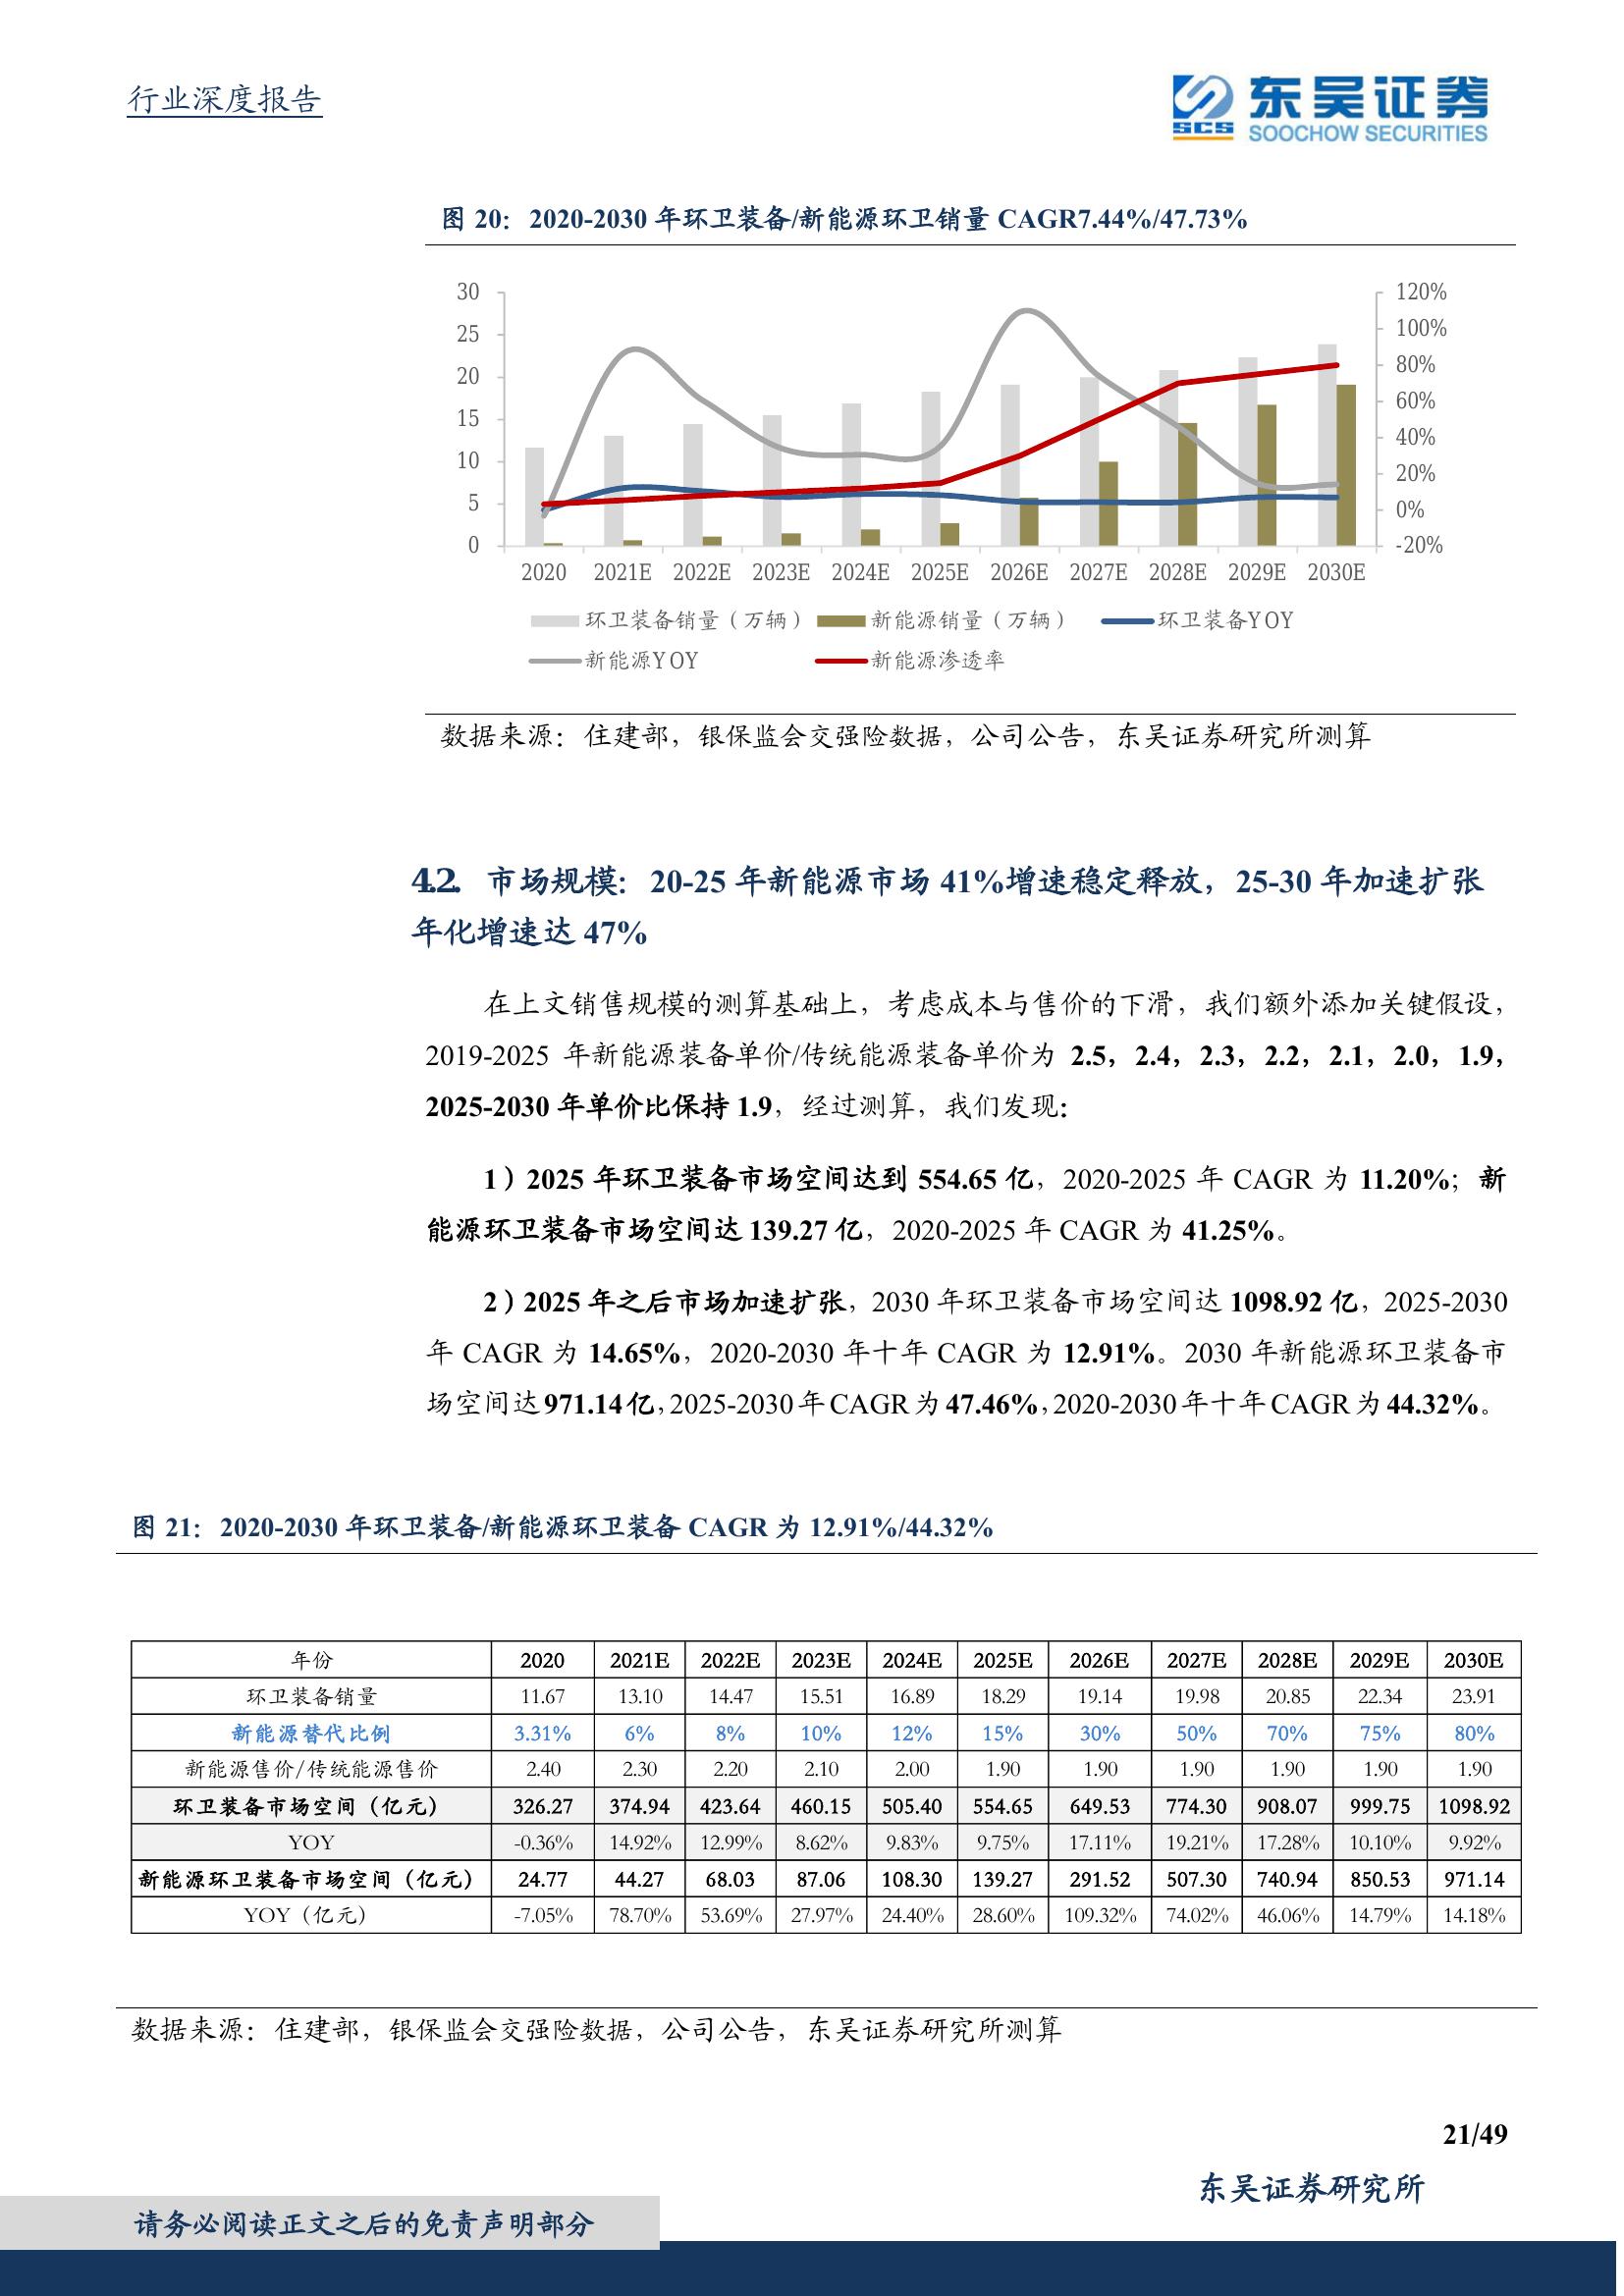 行业深度报告
东吴证券
SCS
SOOCHOW SECURITIES
图 20：2020-2030 年环卫装备/新能源环卫销量 CAGR7.44%/47.73%
30 120%
25 100%
20 80%
15 60%
10 40%
5 20%
0 0%
-20%
2020 2021E 2022E 2023E 2024E 2025E 2026E 2027E 2028E 2029E 2030E
环卫装备销量（万辆） 新能源销量（万辆） 环卫装备YOY
新能源YOY 新能源渗透率
数据来源：住建部，银保监会交强险数据，公司公告，东吴证券研究所测算
4.2. 市场规模：20-25 年新能源市场 41%增速稳定释放，25-30 年加速扩张
年化增速达 47%
在上文销售规模的测算基础上，考虑成本与售价的下滑，我们额外添加关键假设，
2019-2025 年新能源装备单价/传统能源装备单价为 2.5，2.4，2.3，2.2，2.1，2.0，1.9，
2025-2030 年单价比保持 1.9，经过测算，我们发现：
1）2025 年环卫装备市场空间达到 554.65 亿，2020-2025 年 CAGR 为 11.20%；新
能源环卫装备市场空间达 139.27 亿，2020-2025 年 CAGR 为 41.25%。
2）2025 年之后市场加速扩张，2030 年环卫装备市场空间达 1098.92 亿，2025-2030
年 CAGR 为 14.65%，2020-2030 年十年 CAGR 为 12.91%。2030 年新能源环卫装备市
场空间达 971.14 亿，2025-2030 年 CAGR 为 47.46%，2020-2030 年十年 CAGR 为 44.32%。
图 21：2020-2030 年环卫装备/新能源环卫装备 CAGR 为 12.91%/44.32%
年份 2020 2021E 2022E 2023E 2024E 2025E 2026E 2027E 2028E 2029E 2030E
环卫装备销量 11.67 13.10 14.47 15.51 16.89 18.29 19.14 19.98 20.85 22.34 23.91
新能源替代比例 3.31% 6% 8% 10% 12% 15% 30% 50% 70% 75% 80%
新能源售价/传统能源售价 2.40 2.30 2.20 2.10 2.00 1.90 1.90 1.90 1.90 1.90 1.90
环卫装备市场空间（亿元） 326.27 374.94 423.64 460.15 505.40 554.65 649.53 774.30 908.07 999.75 1098.92
YOY -0.36% 14.92% 12.99% 8.62% 9.83% 9.75% 17.11% 19.21% 17.28% 10.10% 9.92%
新能源环卫装备市场空间（亿元） 24.77 44.27 68.03 87.06 108.30 139.27 291.52 507.30 740.94 850.53 971.14
YOY（亿元） -7.05% 78.70% 53.69% 27.97% 24.40% 28.60% 109.32% 74.02% 46.06% 14.79% 14.18%
数据来源：住建部，银保监会交强险数据，公司公告，东吴证券研究所测算
21/49
东吴证券研究所
请务必阅读正文之后的免责声明部分